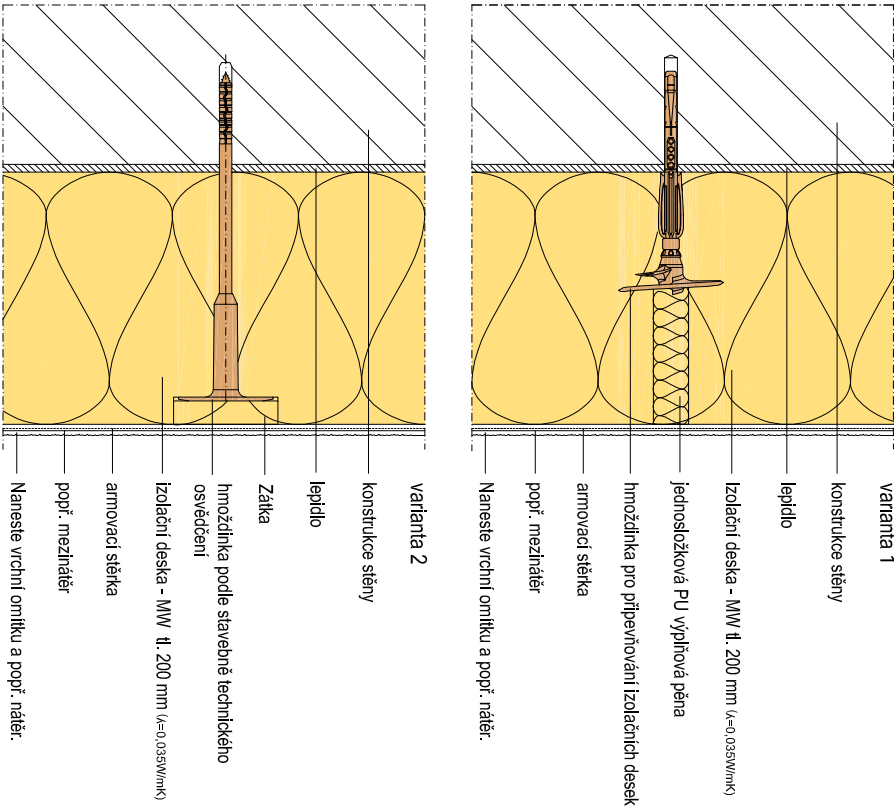 varianta 1
konstrukce stěny
lepidlo
Izolační deska - MW tl. 200 mm (λ=0,035W/mK)
jednosložková PU výplňová pěna
hmoždinka pro připevňování izolačních desek
armovací stěrka
popř. mezinátěr
Naneste vrchní omítku a popř. nátěr.
varianta 2
konstrukce stěny
lepidlo
Zátka
hmoždinka podle stavebně technického
osvědčení
izolační deska - MW tl. 200 mm (λ=0,035W/mK)
armovací stěrka
popř. mezinátěr
Naneste vrchní omítku a popř. nátěr.